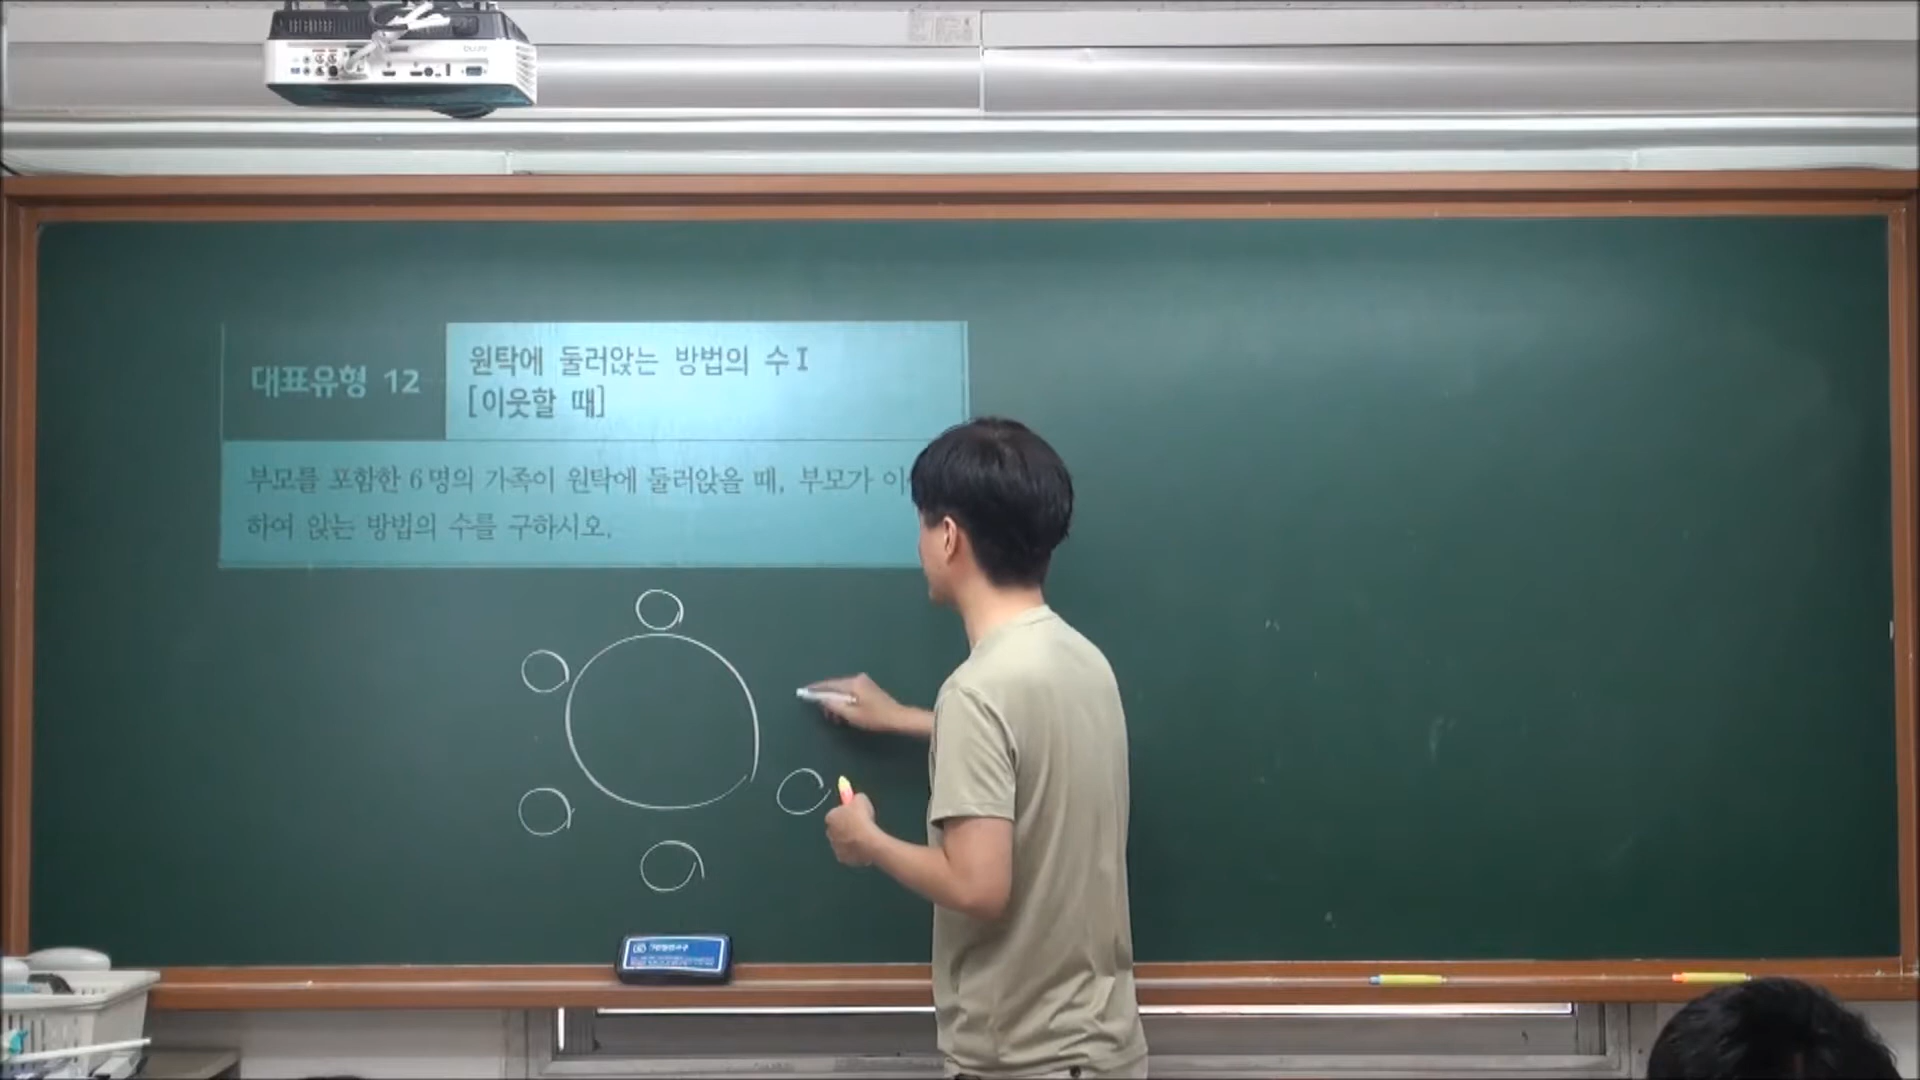 대표유형 12
원탁에 둘러앉는 방법의 수 I
[이웃할 때]
부모를 포함한 6명의 가족이 원탁에 둘러앉을 때, 부모가 이
하여 앉는 방법의 수를 구하시오.